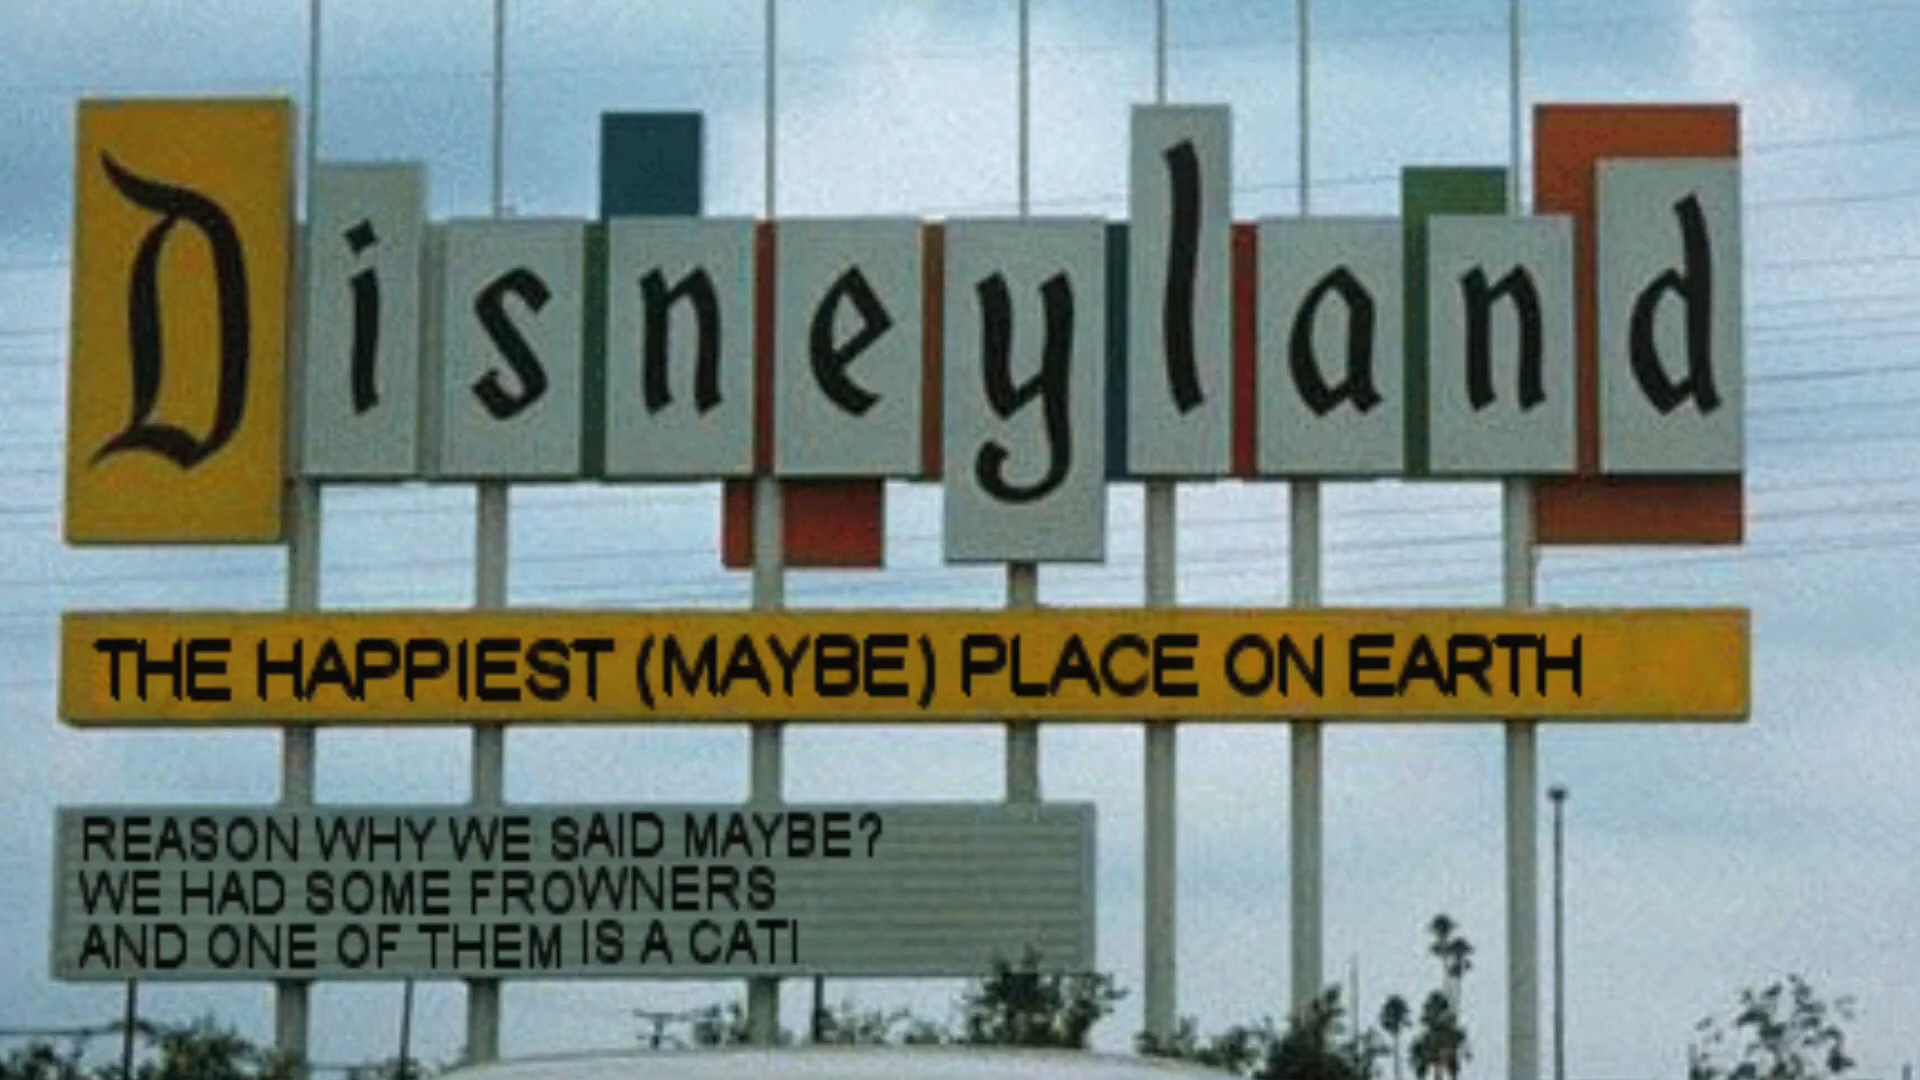 Disneyland
THE HAPPIEST (MAYBE) PLACE ON EARTH
REASON WHY WE SAID MAYBE?
WE HAD SOME FROWNERS
AND ONE OF THEM IS A CAT!